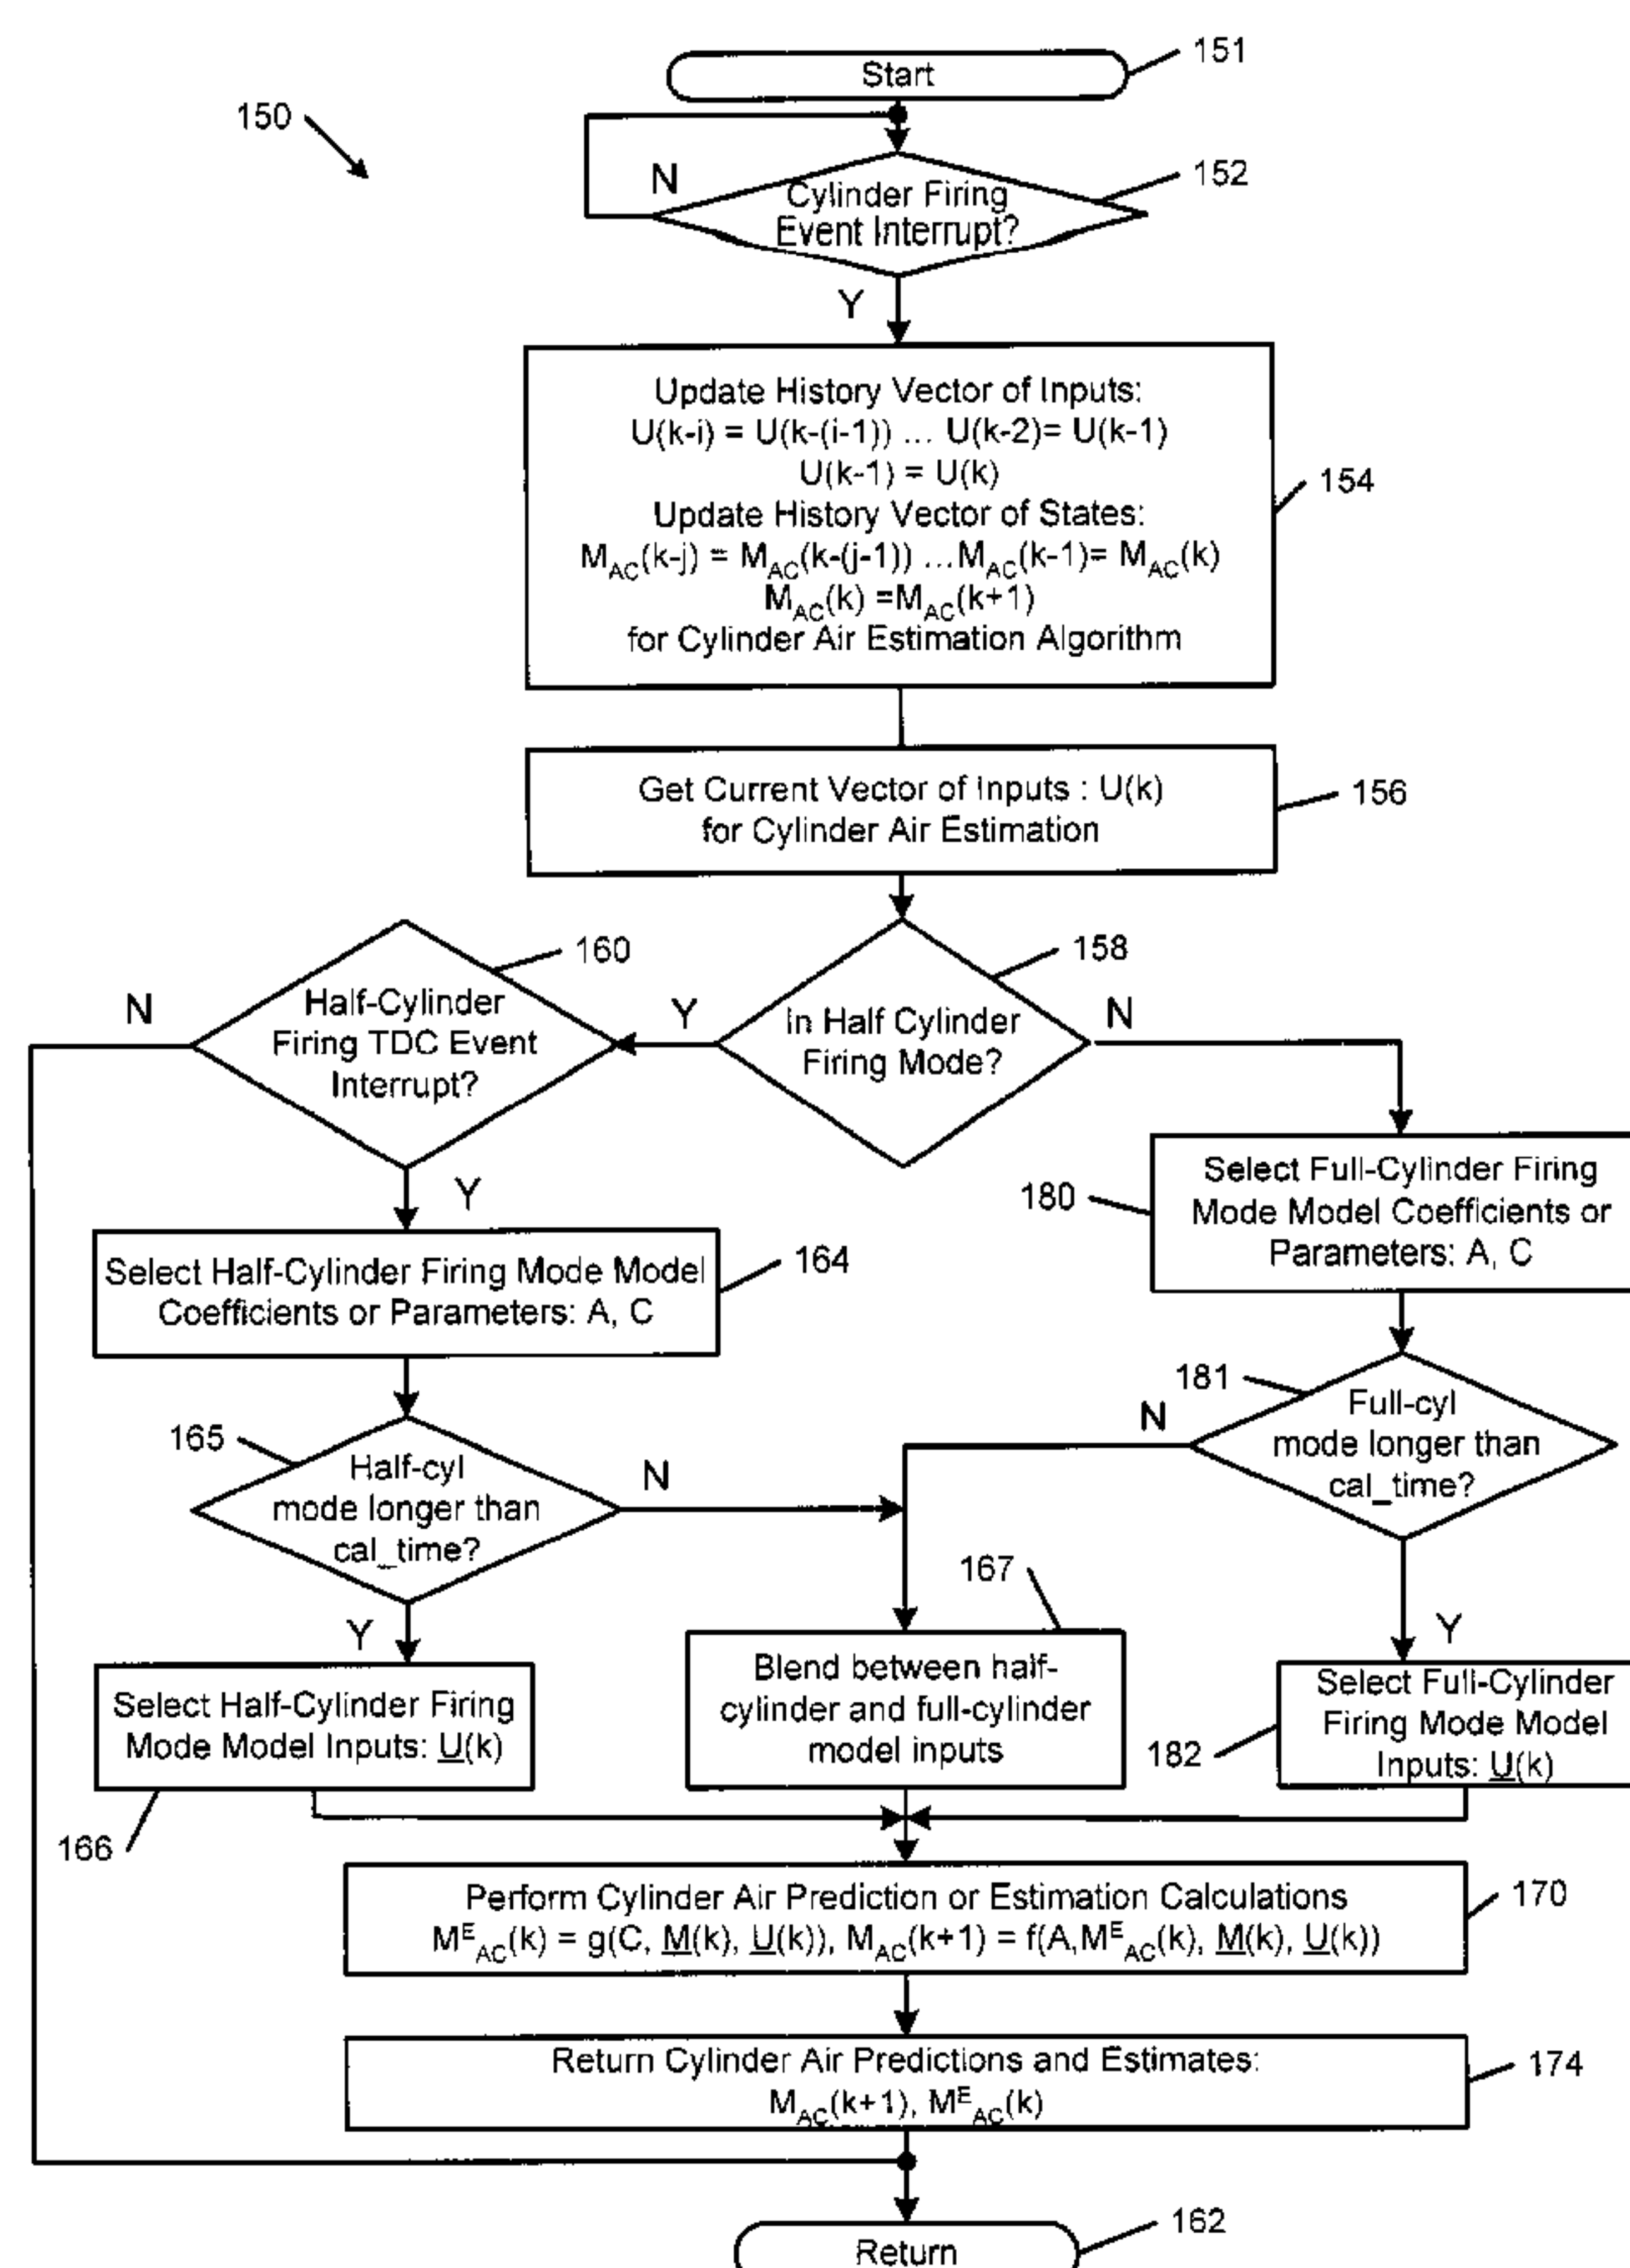 151
Start
150
N
152
Cylinder Firing
Event Interrupt?
Y
Update History Vector of Inputs:
U(k-i) = U(k-(i-1)) ... U(k-2)= U(k-1)
U(k-1) = U(k)
154
Update History Vector of States:
M_AC(k-j) = M_AC(k-(j-1)) ...M_AC(k-1)= M_AC(k)
M_AC(k) =M_AC(k+1)
for Cylinder Air Estimation Algorithm
Get Current Vector of Inputs : U(k)
for Cylinder Air Estimation
156
160
158
N
Half-Cylinder
Firing TDC Event
Interrupt?
Y
In Half Cylinder
Firing Mode?
N
Y
180
Select Full-Cylinder Firing
Mode Model Coefficients or
Parameters: A, C
Select Half-Cylinder Firing Mode Model
Coefficients or Parameters: A, C
164
181
N
Full-cyl
mode longer than
cal_time?
165
Half-cyl
mode longer than
cal_time?
N
167
Y
Y
Select Half-Cylinder Firing
Mode Model Inputs: U(k)
Blend between half-
cylinder and full-cylinder
model inputs
Select Full-Cylinder
Firing Mode Model
Inputs: U(k)
182
166
Perform Cylinder Air Prediction or Estimation Calculations
M^E_AC(k) = g(C, M(k), U(k)), M_AC(k+1) = f(A,M^E_AC(k), M(k), U(k))
170
Return Cylinder Air Predictions and Estimates:
M_AC(k+1), M^E_AC(k)
174
162
Return